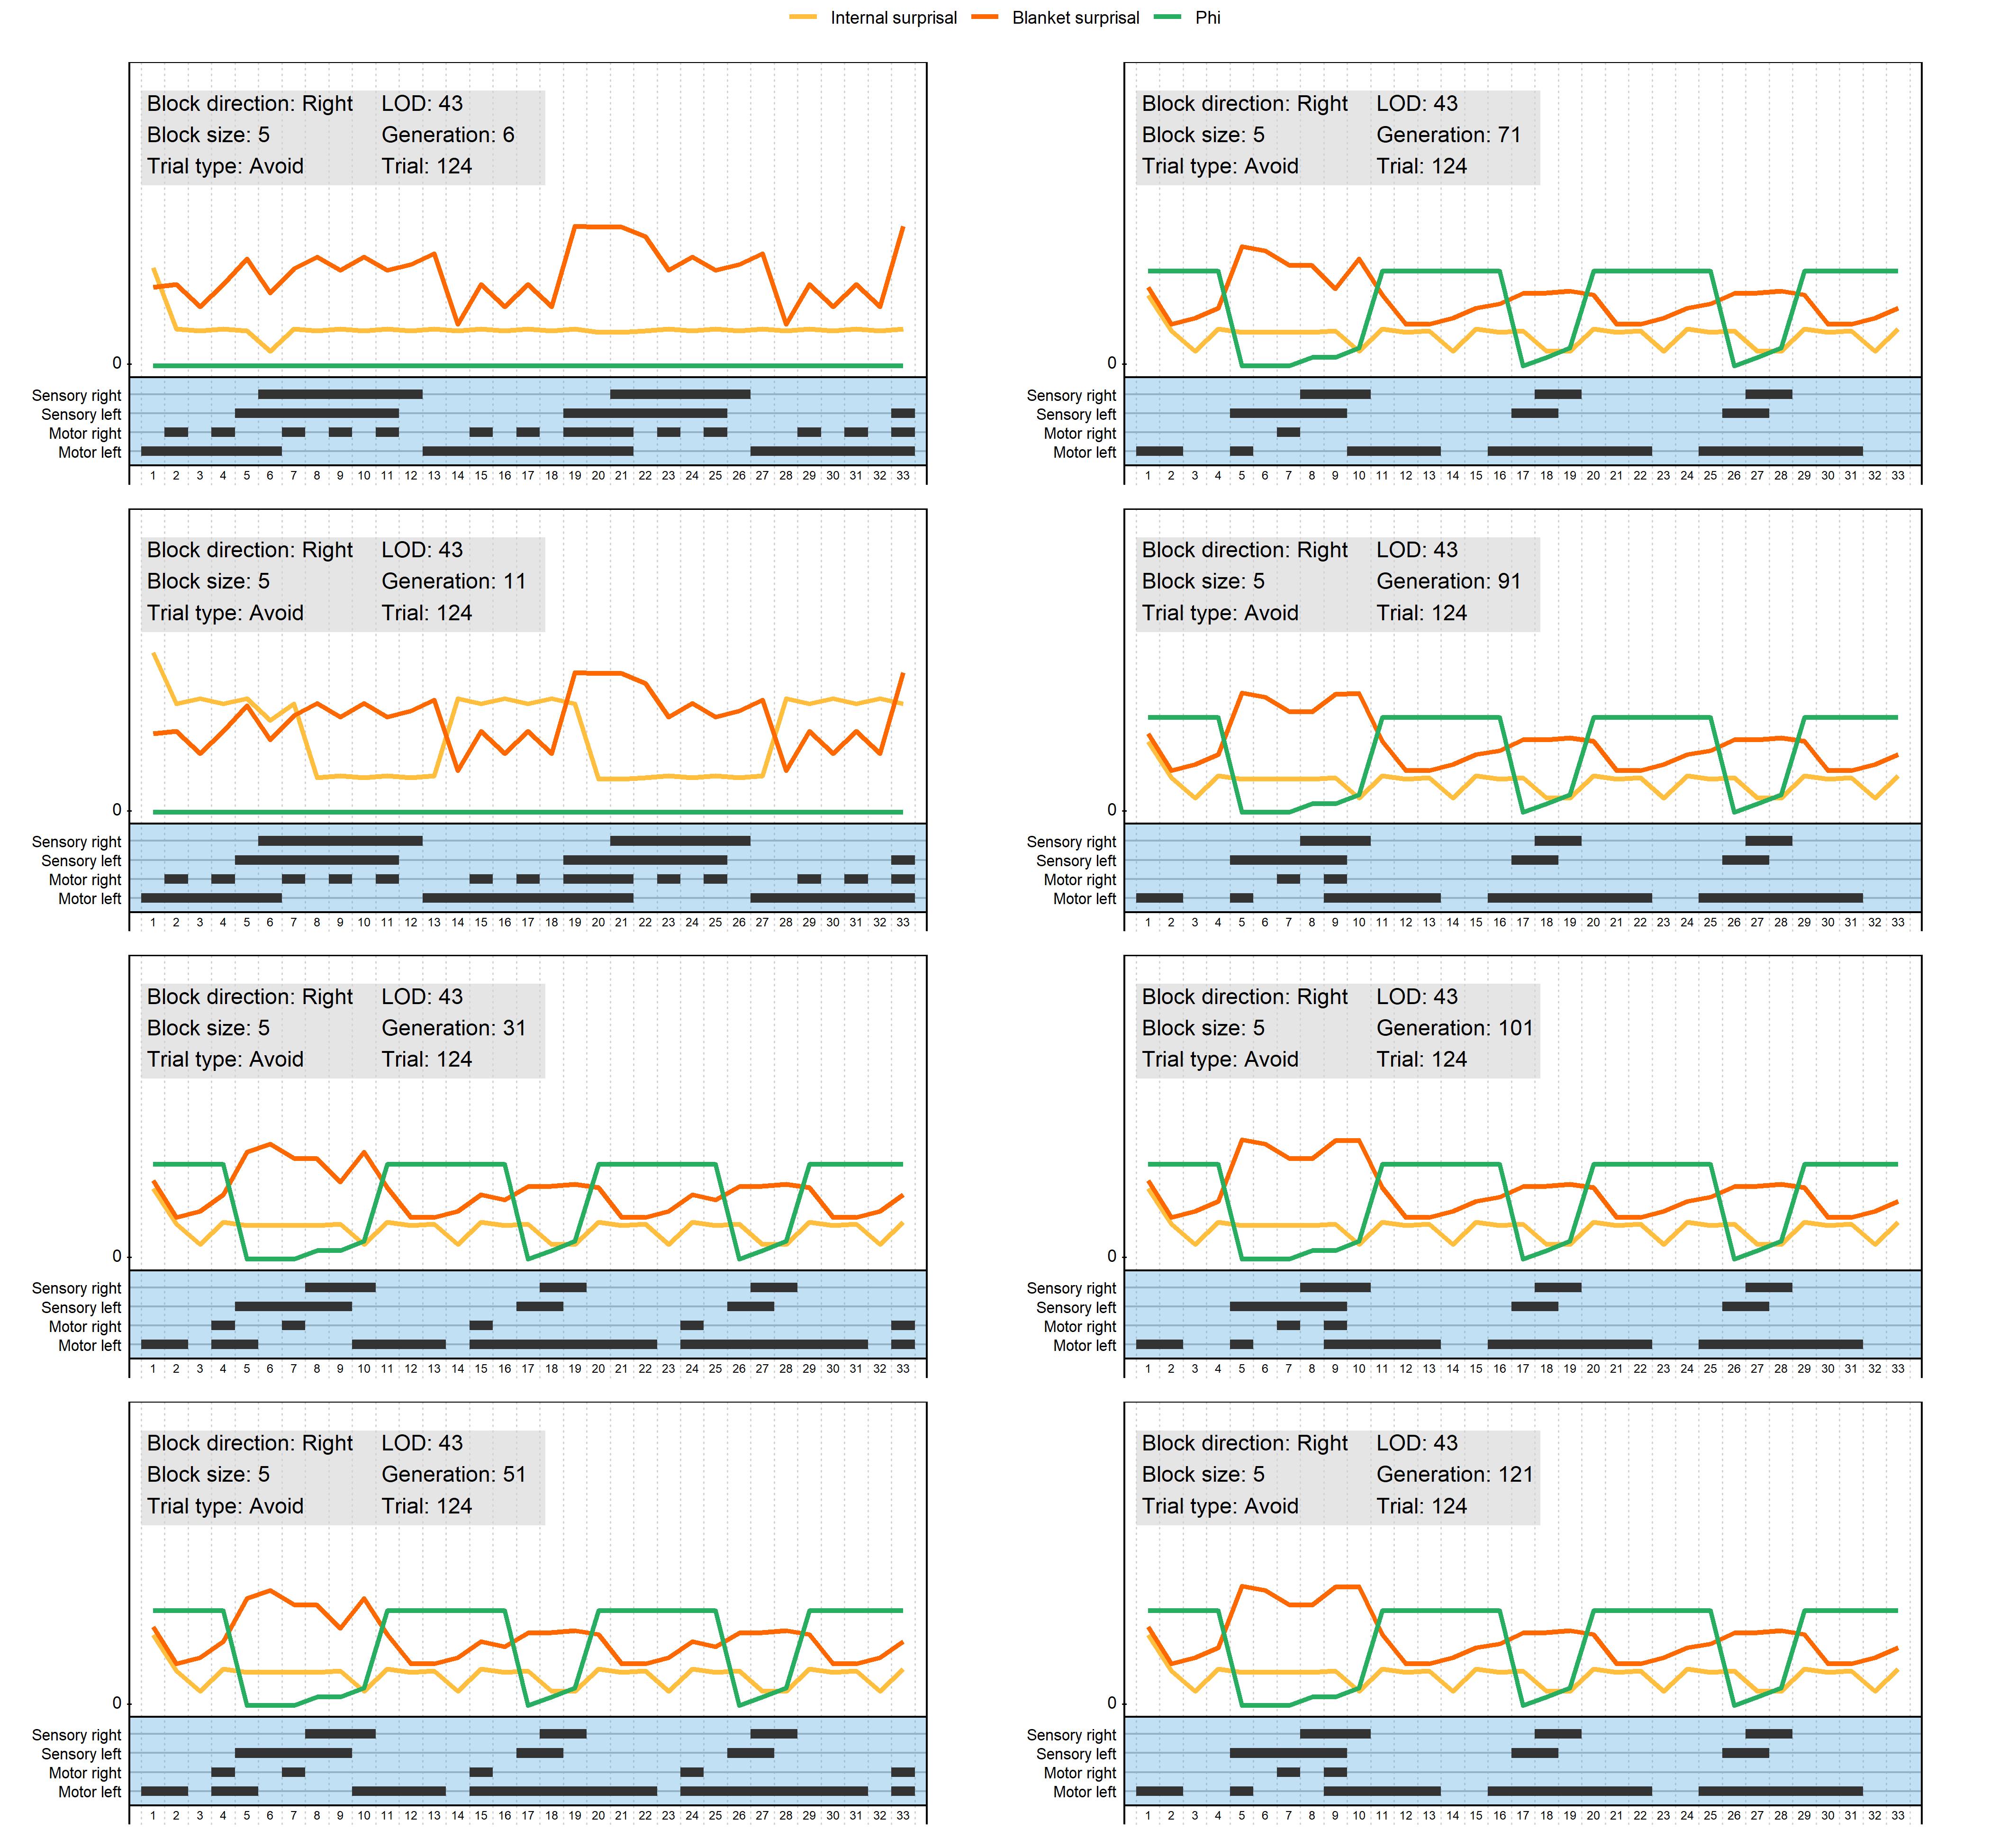 Internal surprisal Blanket surprisal Phi
Block direction: Right LOD: 43
Block size: 5 Generation: 6
Trial type: Avoid Trial: 124
0
Sensory right
Sensory left
Motor right
Motor left
1 2 3 4 5 6 7 8 9 10 11 12 13 14 15 16 17 18 19 20 21 22 23 24 25 26 27 28 29 30 31 32 33
Block direction: Right LOD: 43
Block size: 5 Generation: 71
Trial type: Avoid Trial: 124
0
Sensory right
Sensory left
Motor right
Motor left
1 2 3 4 5 6 7 8 9 10 11 12 13 14 15 16 17 18 19 20 21 22 23 24 25 26 27 28 29 30 31 32 33
Block direction: Right LOD: 43
Block size: 5 Generation: 11
Trial type: Avoid Trial: 124
0
Sensory right
Sensory left
Motor right
Motor left
1 2 3 4 5 6 7 8 9 10 11 12 13 14 15 16 17 18 19 20 21 22 23 24 25 26 27 28 29 30 31 32 33
Block direction: Right LOD: 43
Block size: 5 Generation: 91
Trial type: Avoid Trial: 124
0
Sensory right
Sensory left
Motor right
Motor left
1 2 3 4 5 6 7 8 9 10 11 12 13 14 15 16 17 18 19 20 21 22 23 24 25 26 27 28 29 30 31 32 33
Block direction: Right LOD: 43
Block size: 5 Generation: 31
Trial type: Avoid Trial: 124
0
Sensory right
Sensory left
Motor right
Motor left
1 2 3 4 5 6 7 8 9 10 11 12 13 14 15 16 17 18 19 20 21 22 23 24 25 26 27 28 29 30 31 32 33
Block direction: Right LOD: 43
Block size: 5 Generation: 101
Trial type: Avoid Trial: 124
0
Sensory right
Sensory left
Motor right
Motor left
1 2 3 4 5 6 7 8 9 10 11 12 13 14 15 16 17 18 19 20 21 22 23 24 25 26 27 28 29 30 31 32 33
Block direction: Right LOD: 43
Block size: 5 Generation: 51
Trial type: Avoid Trial: 124
0
Sensory right
Sensory left
Motor right
Motor left
1 2 3 4 5 6 7 8 9 10 11 12 13 14 15 16 17 18 19 20 21 22 23 24 25 26 27 28 29 30 31 32 33
Block direction: Right LOD: 43
Block size: 5 Generation: 121
Trial type: Avoid Trial: 124
0
Sensory right
Sensory left
Motor right
Motor left
1 2 3 4 5 6 7 8 9 10 11 12 13 14 15 16 17 18 19 20 21 22 23 24 25 26 27 28 29 30 31 32 33